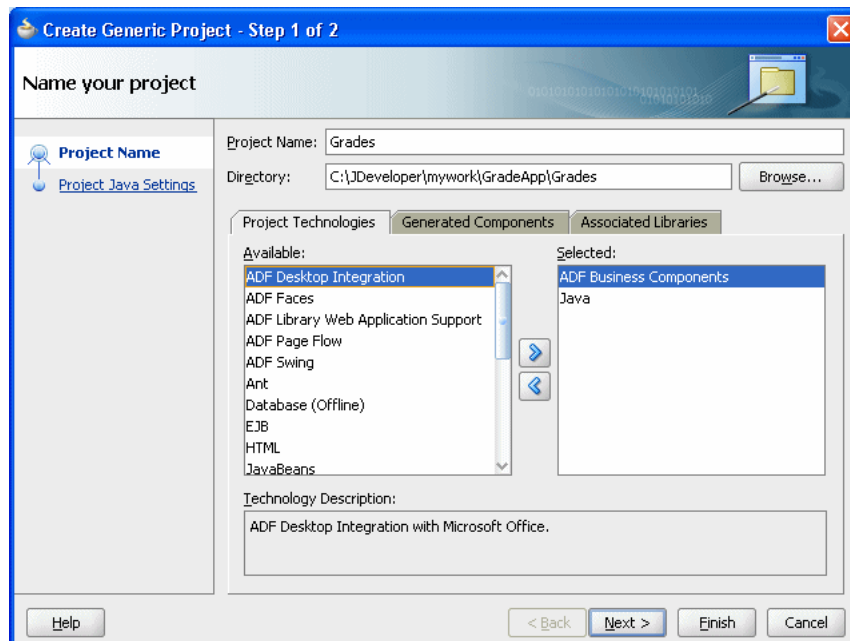 Create Generic Project - Step 1 of 2
Name your project
Project Name
Project Java Settings
Project Name: Grades
Directory: C:\JDeveloper\mywork\GradeApp\Grades Browse...
Project Technologies Generated Components Associated Libraries
Available:
ADF Desktop Integration
ADF Faces
ADF Library Web Application Support
ADF Page Flow
ADF Swing
Ant
Database (Offline)
EJB
HTML
JavaBeans
Selected:
ADF Business Components
Java
Technology Description:
ADF Desktop Integration with Microsoft Office.
Help < Back Next > Finish Cancel